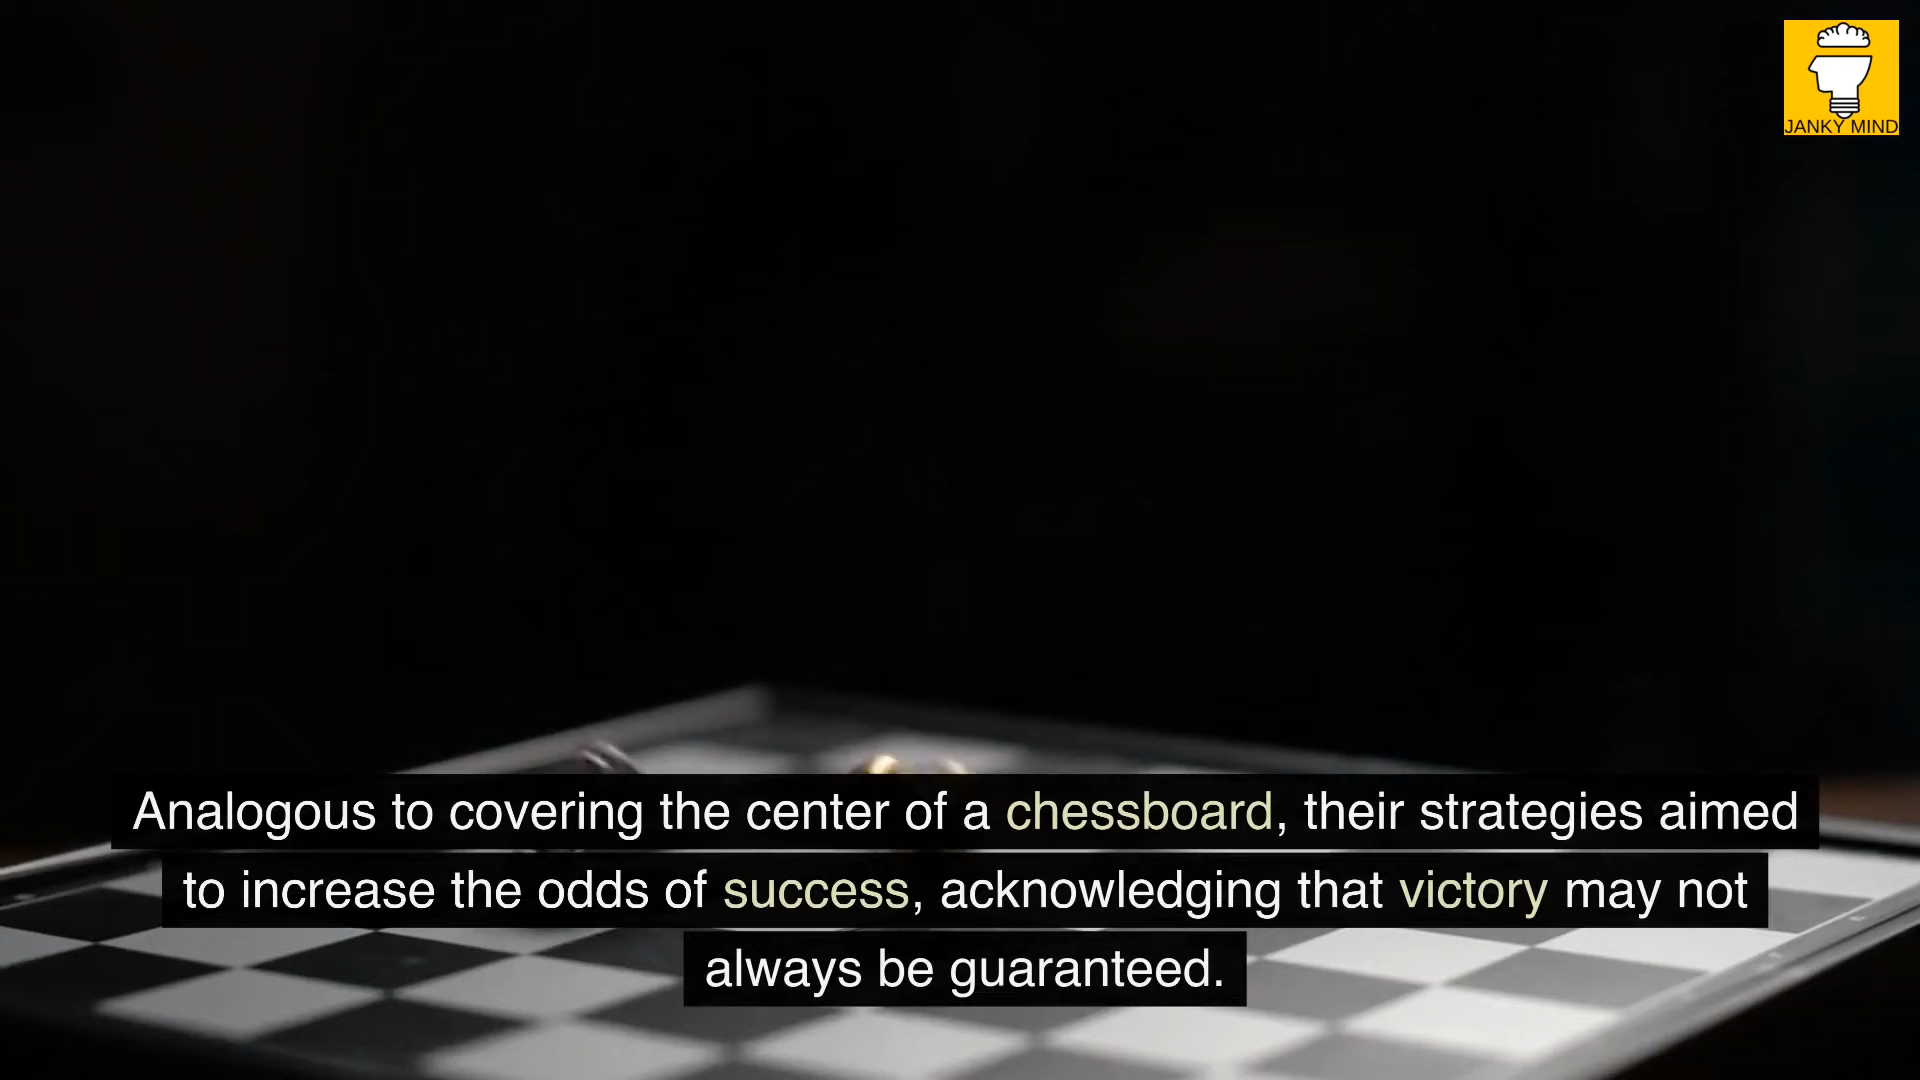 JANKY MIND
Analogous to covering the center of a chessboard, their strategies aimed
to increase the odds of success, acknowledging that victory may not
always be guaranteed.